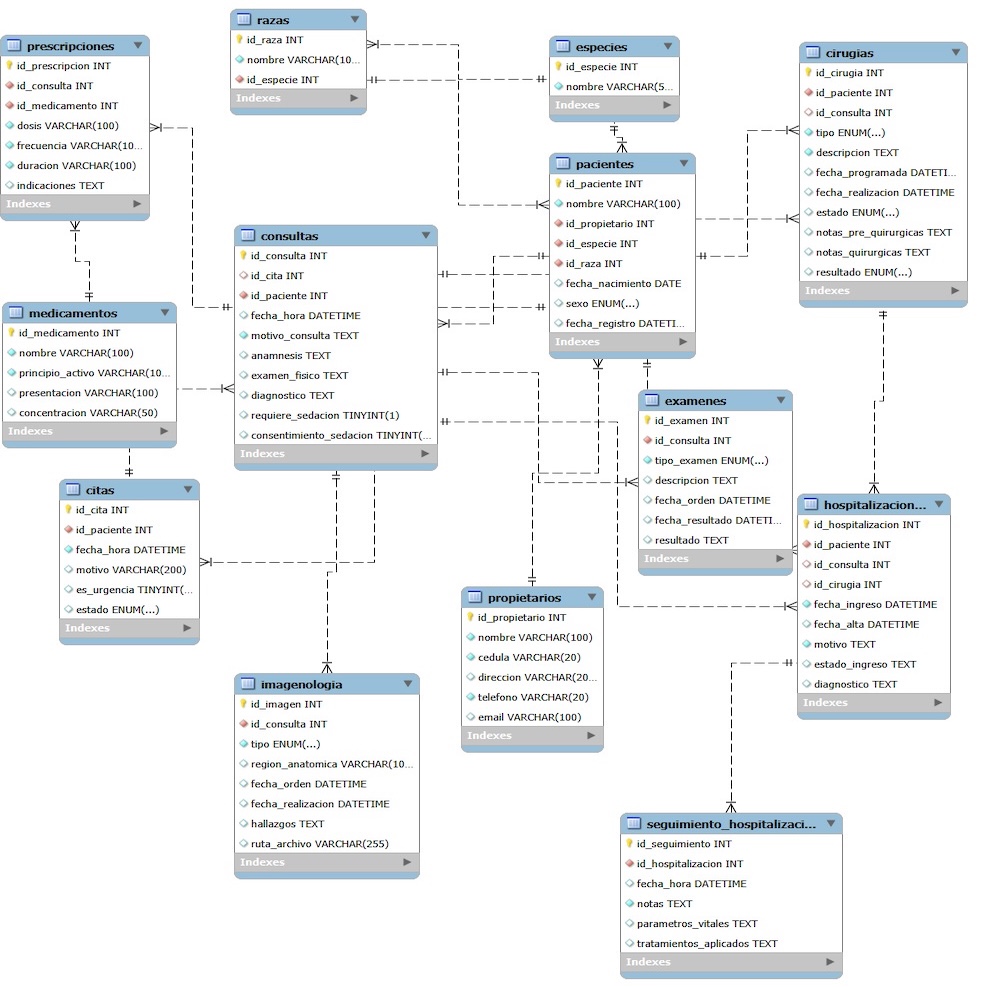 prescripciones
id_prescripcion INT
id_consulta INT
id_medicamento INT
dosis VARCHAR(100)
frecuencia VARCHAR(10...
duracion VARCHAR(100)
indicaciones TEXT
Indexes
razas
id_raza INT
nombre VARCHAR(10...
id_especie INT
Indexes
especies
id_especie INT
nombre VARCHAR(5...
Indexes
cirugias
id_cirugia INT
id_paciente INT
id_consulta INT
tipo ENUM(...)
descripcion TEXT
fecha_programada DATETI...
fecha_realizacion DATETIME
estado ENUM(...)
notas_pre_quirurgicas TEXT
notas_quirurgicas TEXT
resultado ENUM(...)
Indexes
pacientes
id_paciente INT
nombre VARCHAR(100)
id_propietario INT
id_especie INT
id_raza INT
fecha_nacimiento DATE
sexo ENUM(...)
fecha_registro DATETI...
Indexes
consultas
id_consulta INT
id_cita INT
id_paciente INT
fecha_hora DATETIME
motivo_consulta TEXT
anamnesis TEXT
examen_fisico TEXT
diagnostico TEXT
requiere_sedacion TINYINT(1)
consentimiento_sedacion TINYINT(...
Indexes
medicamentos
id_medicamento INT
nombre VARCHAR(100)
principio_activo VARCHAR(10...
presentacion VARCHAR(100)
concentracion VARCHAR(50)
Indexes
examenes
id_examen INT
id_consulta INT
tipo_examen ENUM(...)
descripcion TEXT
fecha_orden DATETIME
fecha_resultado DATETI...
resultado TEXT
Indexes
citas
id_cita INT
id_paciente INT
fecha_hora DATETIME
motivo VARCHAR(200)
es_urgencia TINYINT(...
estado ENUM(...)
Indexes
hospitalizacion...
id_hospitalizacion INT
id_paciente INT
id_consulta INT
id_cirugia INT
fecha_ingreso DATETIME
fecha_alta DATETIME
motivo TEXT
estado_ingreso TEXT
diagnostico TEXT
Indexes
propietarios
id_propietario INT
nombre VARCHAR(100)
cedula VARCHAR(20)
direccion VARCHAR(20...
telefono VARCHAR(20)
email VARCHAR(100)
Indexes
imagenologia
id_imagen INT
id_consulta INT
tipo ENUM(...)
region_anatomica VARCHAR(10...
fecha_orden DATETIME
fecha_realizacion DATETIME
hallazgos TEXT
ruta_archivo VARCHAR(255)
Indexes
seguimiento_hospitalizaci...
id_seguimiento INT
id_hospitalizacion INT
fecha_hora DATETIME
notas TEXT
parametros_vitales TEXT
tratamientos_aplicados TEXT
Indexes